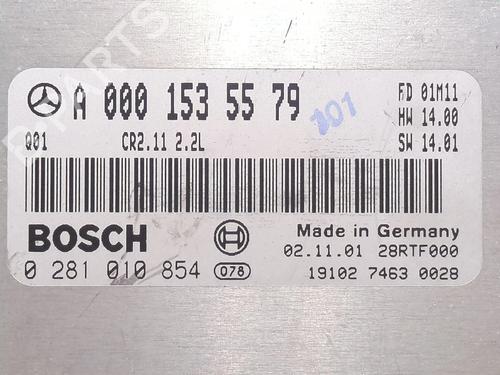 B-PARTS
A 000 153 55 79
FD 01M11
HW 14.00
SW 14.01
Q01 CR2.11 2.2L
101
BOSCH
Made in Germany
02.11.01 28RTF000
0 281 010 854 078
19102 7463 0028